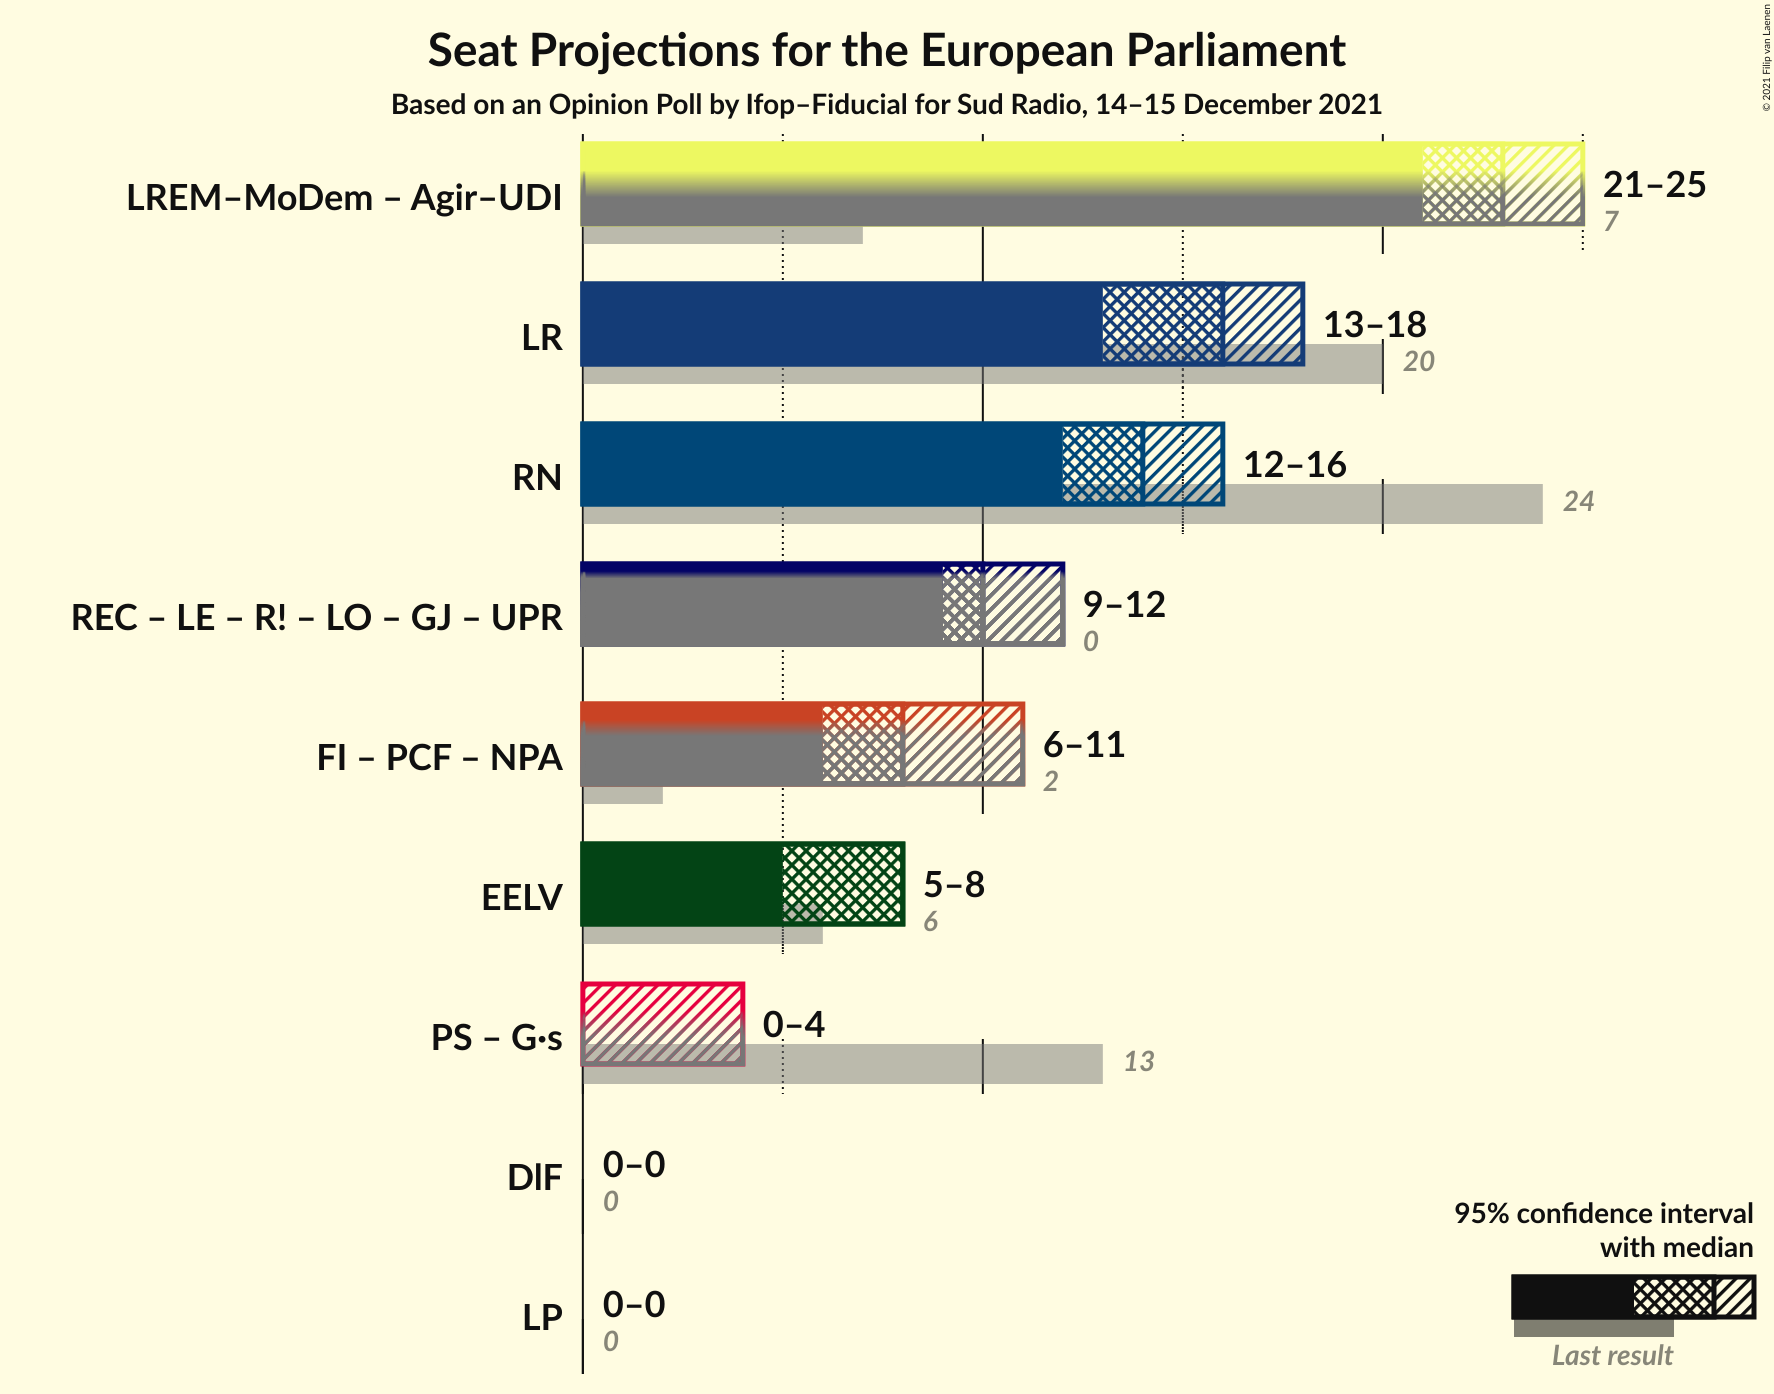 Seat Projections for the European Parliament
Based on an Opinion Poll by Ifop–Fiducial for Sud Radio, 14–15 December 2021
© 2021 Filip van Laenen
LREM–MoDem – Agir–UDI
21–25
7
LR
13–18
20
RN
12–16
24
REC – LE – R! – LO – GJ – UPR
9–12
0
FI – PCF – NPA
6–11
2
EELV
5–8
6
PS – G·s
0–4
13
DIF
0–0
0
LP
0–0
0
95% confidence interval
with median
Last result